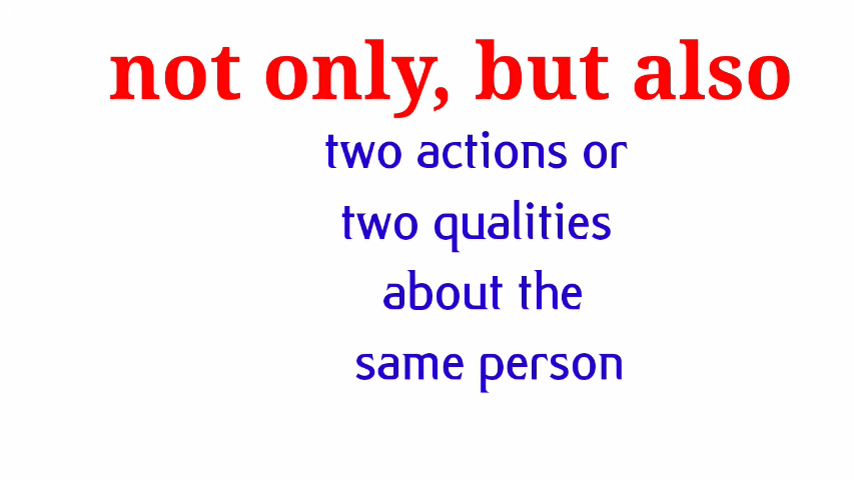 not only, but also
two actions or
two qualities
about the
same person